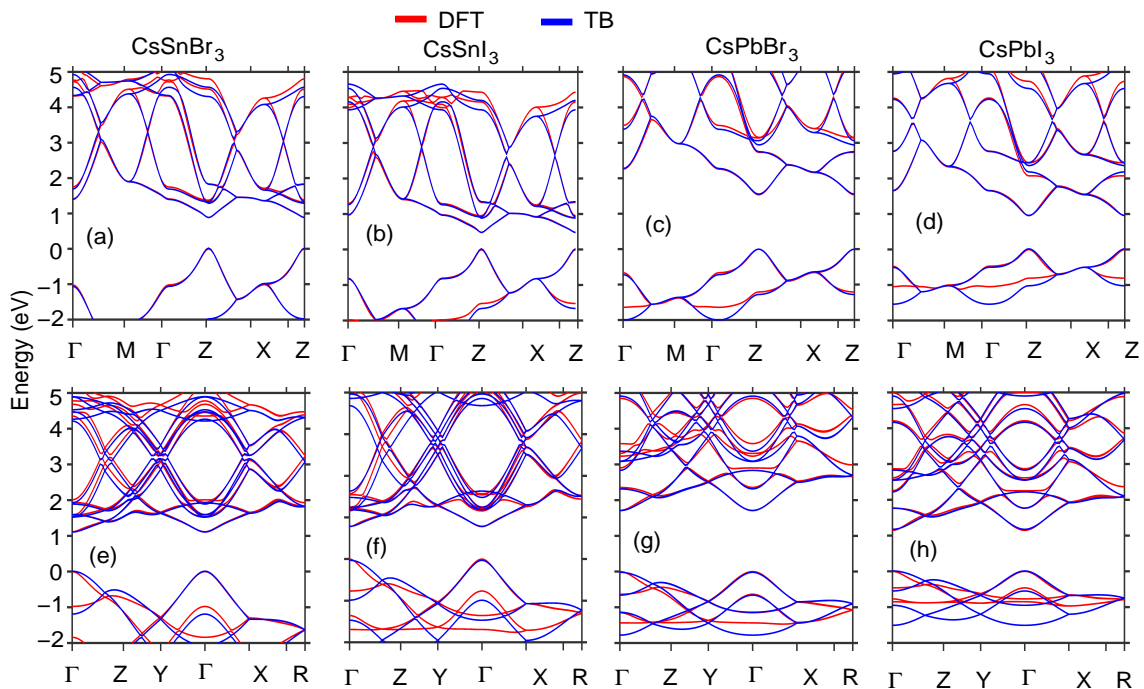 DFT TB
CsSnBr3 CsSnI3 CsPbBr3 CsPbI3
Energy (eV)
5
4
3
2
1
0
−1
−2
(a) (b) (c) (d)
Γ M Γ Z X Z Γ M Γ Z X Z Γ M Γ Z X Z Γ M Γ Z X Z
5
4
3
2
1
0
−1
−2
(e) (f) (g) (h)
Γ Z Y Γ X R Γ Z Y Γ X R Γ Z Y Γ X R Γ Z Y Γ X R